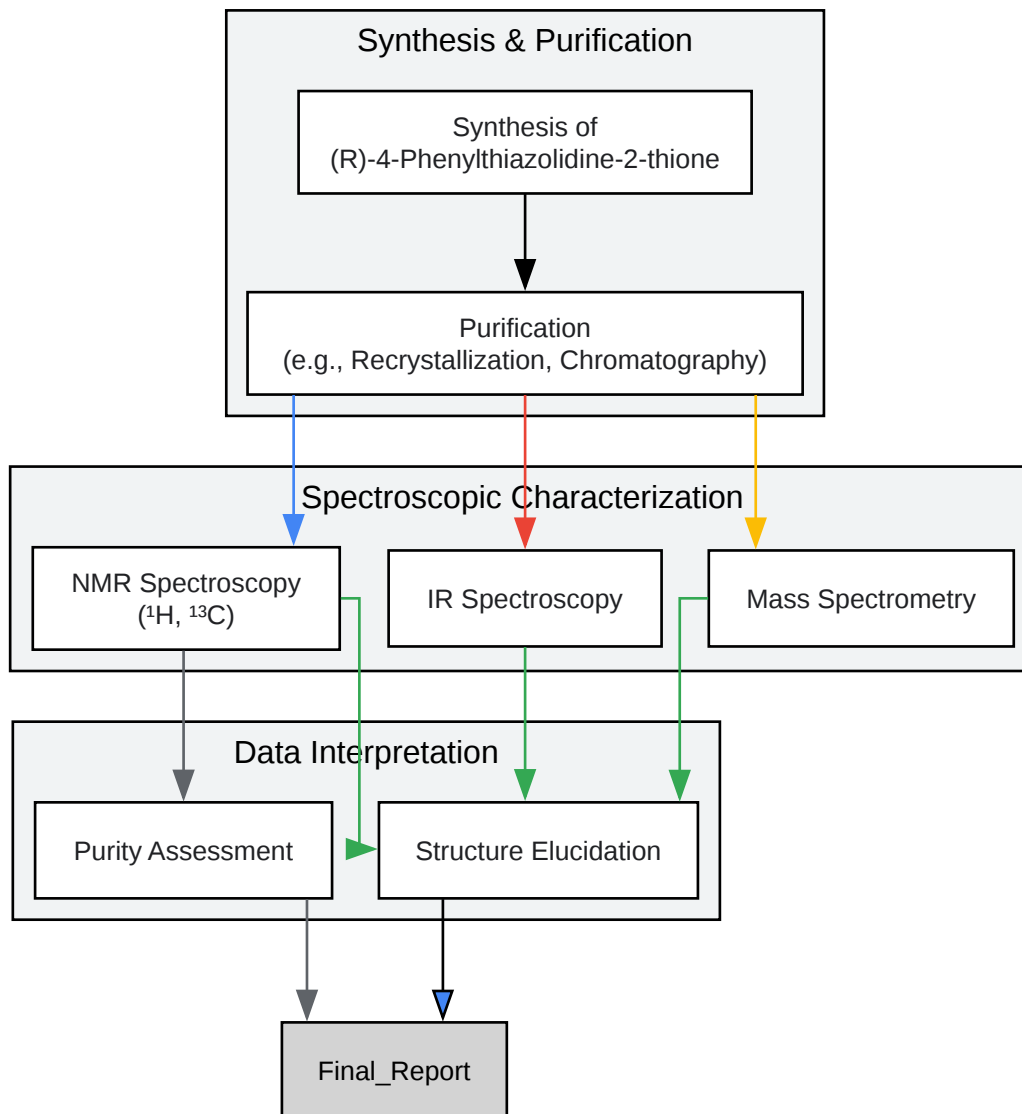 Synthesis & Purification
Synthesis of
(R)-4-Phenylthiazolidine-2-thione
Purification
(e.g., Recrystallization, Chromatography)
Spectroscopic Characterization
NMR Spectroscopy
(¹H, ¹³C)
IR Spectroscopy
Mass Spectrometry
Data Interpretation
Purity Assessment
Structure Elucidation
Final_Report